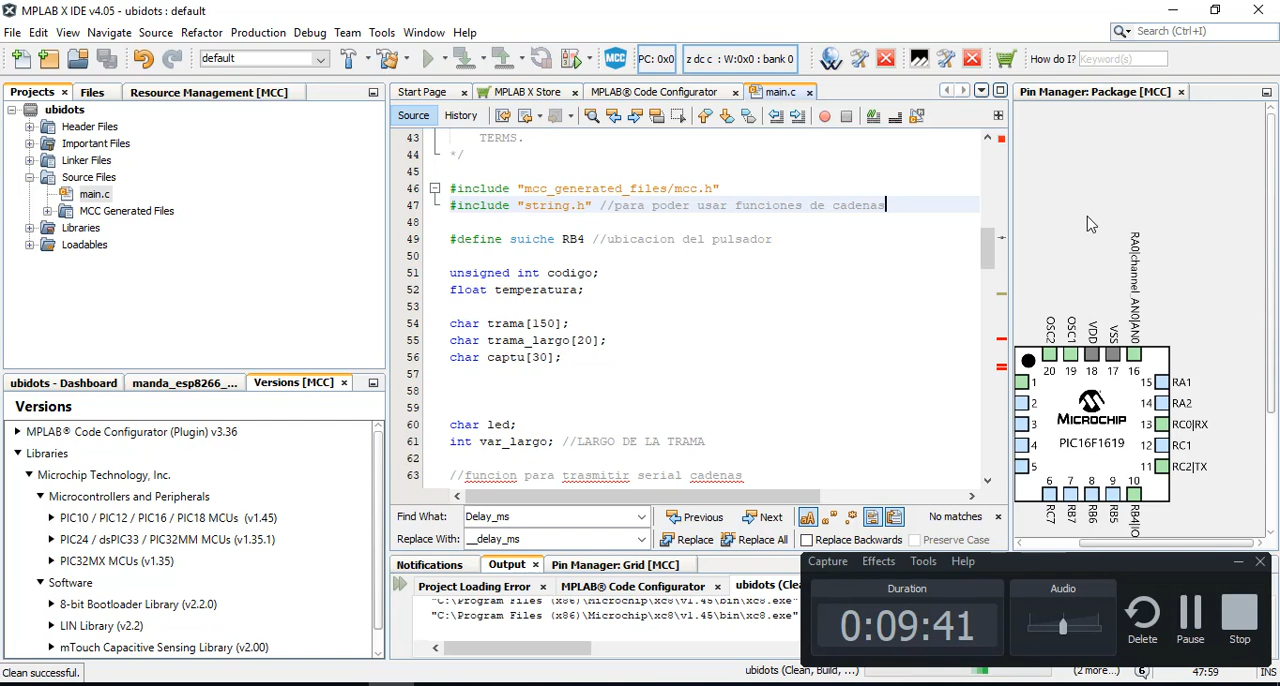 MPLAB X IDE v4.05 - ubidots : default
File Edit View Navigate Source Refactor Production Debug Team Tools Window Help
Search (Ctrl+I)
default
MCC
PC: 0x0
z dc c : W:0x0 : bank 0
How do I? Keyword(s)
Projects Files Resource Management [MCC]
ubidots
Header Files
Important Files
Linker Files
Source Files
main.c
MCC Generated Files
Libraries
Loadables
ubidots - Dashboard manda_esp8266_... Versions [MCC]
Versions
MPLAB® Code Configurator (Plugin) v3.36
Libraries
Microchip Technology, Inc.
Microcontrollers and Peripherals
PIC10 / PIC12 / PIC16 / PIC18 MCUs (v1.45)
PIC24 / dsPIC33 / PIC32MM MCUs (v1.35.1)
PIC32MX MCUs (v1.35)
Software
8-bit Bootloader Library (v2.2.0)
LIN Library (v2.2)
mTouch Capacitive Sensing Library (v2.00)
Clean successful.
Start Page MPLAB X Store MPLAB® Code Configurator main.c
Source History
43 TERMS.
44 */
45
46 #include "mcc_generated_files/mcc.h"
47 #include "string.h" //para poder usar funciones de cadenas
48
49 #define suiche RB4 //ubicacion del pulsador
50
51 unsigned int codigo;
52 float temperatura;
53
54 char trama[150];
55 char trama_largo[20];
56 char captu[30];
57
58
59
60 char led;
61 int var_largo; //LARGO DE LA TRAMA
62
63 //funcion para trasmitir serial cadenas
Find What: Delay_ms Previous Next No matches
Replace With: __delay_ms Replace Replace All Replace Backwards Preserve Case
Notifications Output Pin Manager: Grid [MCC]
Project Loading Error MPLAB® Code Configurator ubidots (Clea
"C:\Program Files (x86)\Microchip\xc8\v1.45\bin\xc8.exe"
"C:\Program Files (x86)\Microchip\xc8\v1.45\bin\xc8.exe"
Pin Manager: Package [MCC]
RA0|channel_AN0|AN0
OSC2 OSC1 VDD VSS
20 19 18 17 16
1 15 RA1
2 14 RA2
3 13 RC0|RX
4 12 RC1
5 11 RC2|TX
MICROCHIP
PIC16F1619
6 7 8 9 10
RC7 RB7 RB6 RB5 RB4|IO
Capture Effects Tools Help
Duration
0:09:41
Audio
Delete Pause Stop
ubidots (Clean, Build, ...) (2 more...) 6 47:59 INS